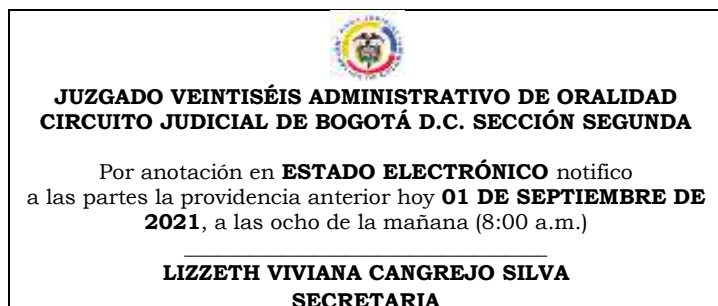 JUZGADO VEINTISÉIS ADMINISTRATIVO DE ORALIDAD
CIRCUITO JUDICIAL DE BOGOTÁ D.C. SECCIÓN SEGUNDA
Por anotación en ESTADO ELECTRÓNICO notifico
a las partes la providencia anterior hoy 01 DE SEPTIEMBRE DE
2021, a las ocho de la mañana (8:00 a.m.)
LIZZETH VIVIANA CANGREJO SILVA
SECRETARIA